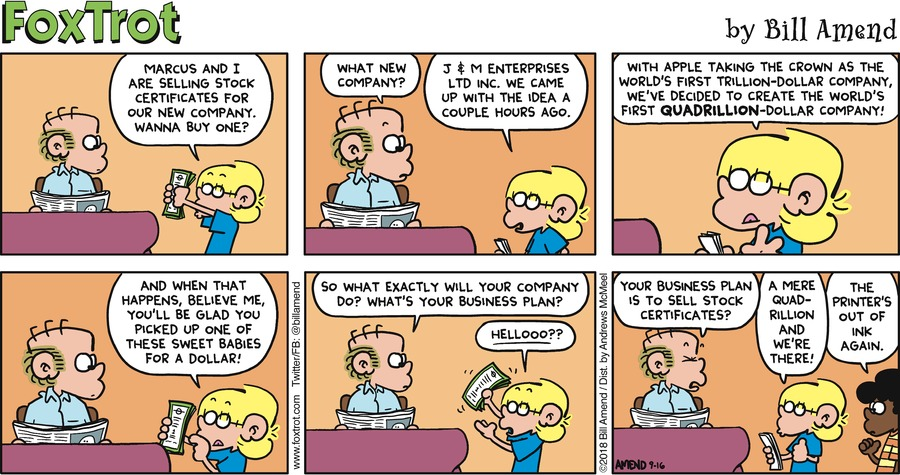 FoxTrot
by Bill Amend
MARCUS AND I
ARE SELLING STOCK
CERTIFICATES FOR
OUR NEW COMPANY.
WANNA BUY ONE?
WHAT NEW
COMPANY?
J & M ENTERPRISES
LTD INC. WE CAME
UP WITH THE IDEA A
COUPLE HOURS AGO.
WITH APPLE TAKING THE CROWN AS THE
WORLD'S FIRST TRILLION-DOLLAR COMPANY,
WE'VE DECIDED TO CREATE THE WORLD'S
FIRST QUADRILLION-DOLLAR COMPANY!
AND WHEN THAT
HAPPENS, BELIEVE ME,
YOU'LL BE GLAD YOU
PICKED UP ONE OF
THESE SWEET BABIES
FOR A DOLLAR!
www.foxtrot.com Twitter/FB: @billamend
SO WHAT EXACTLY WILL YOUR COMPANY
DO? WHAT'S YOUR BUSINESS PLAN?
HELLOOO??
©2018 Bill Amend / Dist. by Andrews McMeel
YOUR BUSINESS PLAN
IS TO SELL STOCK
CERTIFICATES?
A MERE
QUAD-
RILLION
AND
WE'RE
THERE!
THE
PRINTER'S
OUT OF
INK
AGAIN.
AMEND 9-16